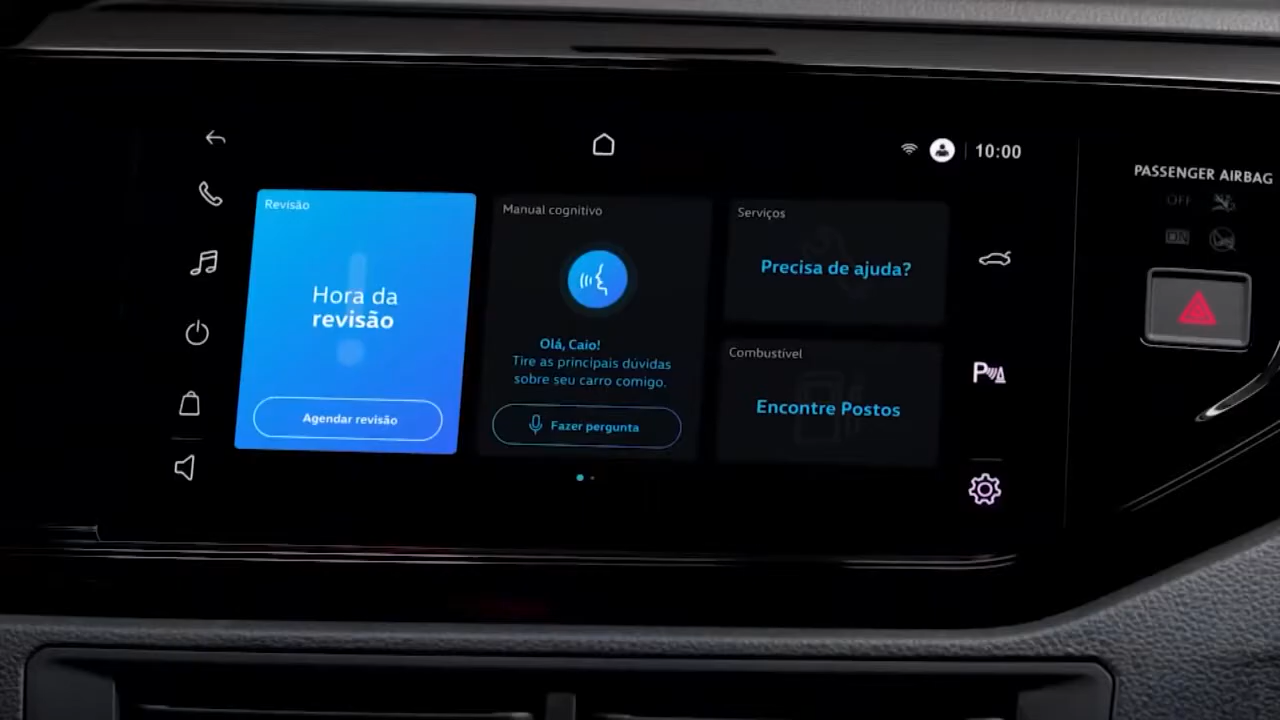 10:00
PASSENGER AIRBAG
OFF
ON
Revisão
Hora da
revisão
Agendar revisão
Manual cognitivo
Olá, Caio!
Tire as principais dúvidas
sobre seu carro comigo.
Fazer pergunta
Serviços
Precisa de ajuda?
Combustível
Encontre Postos
P